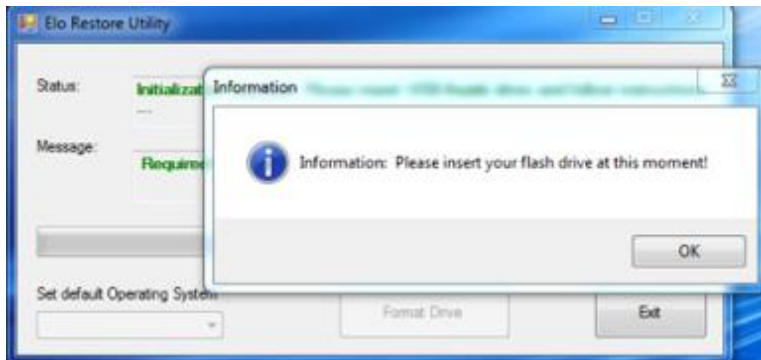 Elo Restore Utility
Status:
Initializat
---
Information
Message:
Required
Information: Please insert your flash drive at this moment!
OK
Set default Operating System
Format Drive
Exit